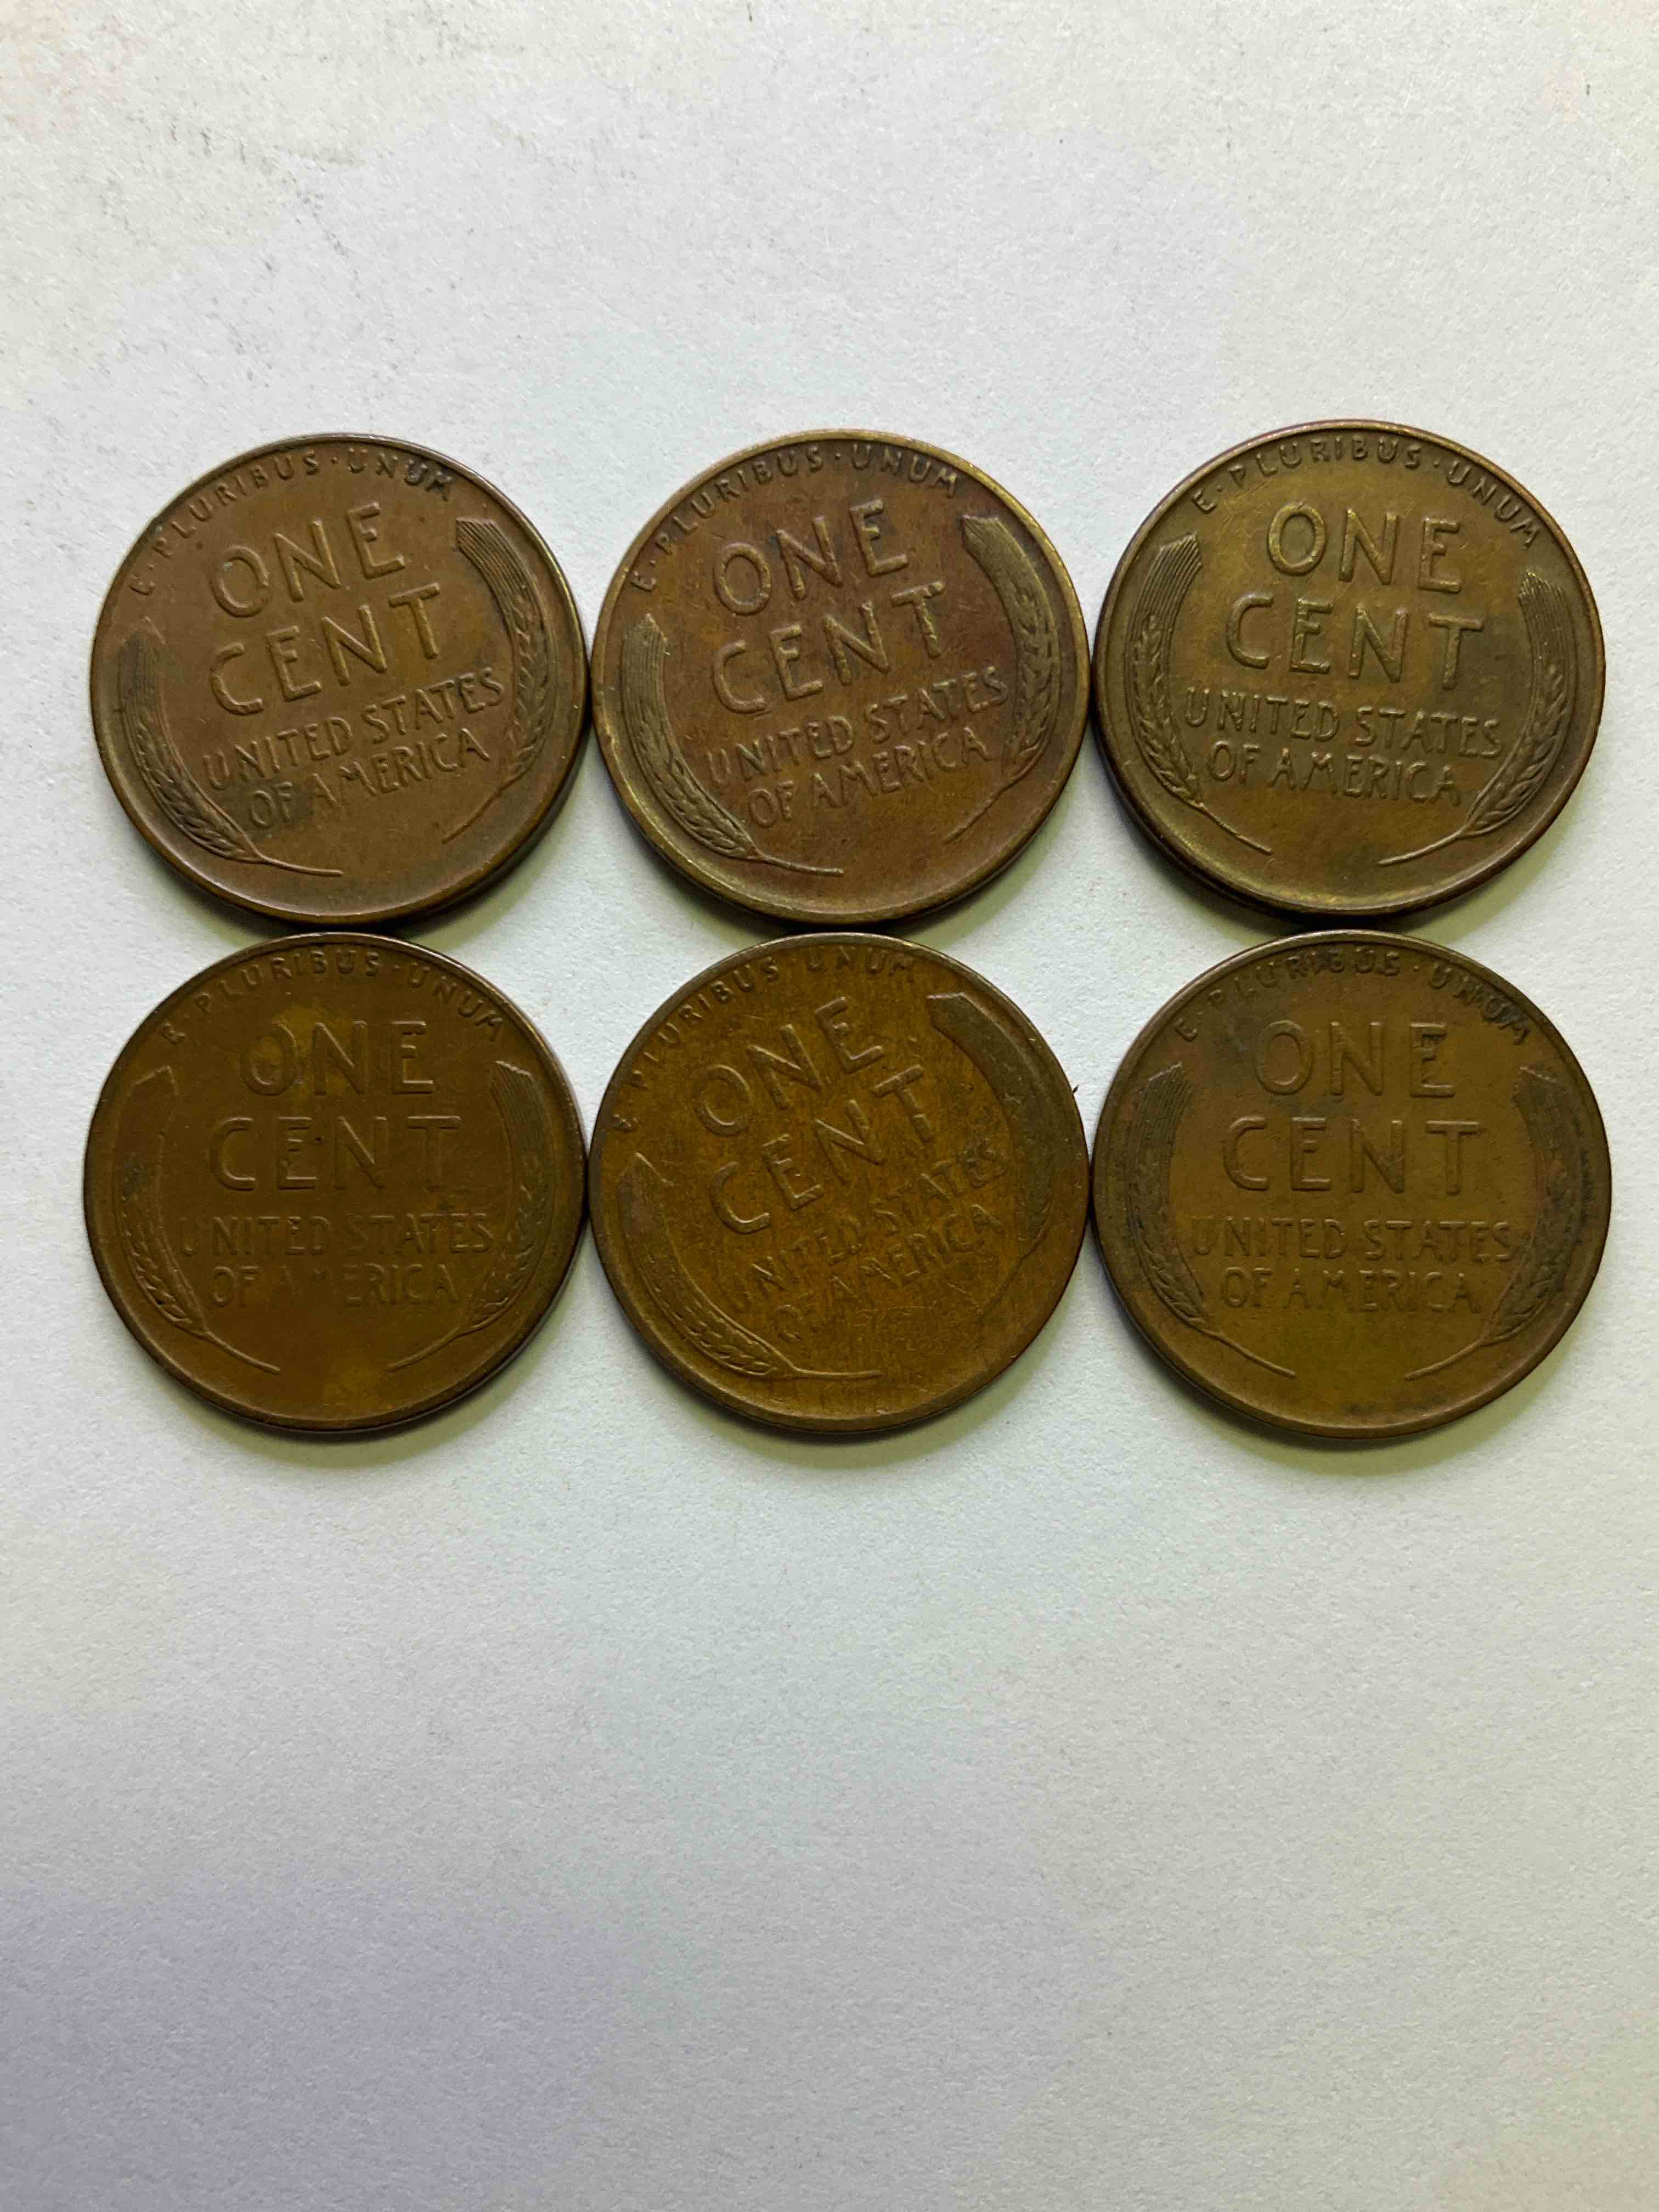 E · PLURIBUS · UNUM
ONE
CENT
UNITED STATES
OF AMERICA
E · PLURIBUS · UNUM
ONE
CENT
UNITED STATES
OF AMERICA
E · PLURIBUS · UNUM
ONE
CENT
UNITED STATES
OF AMERICA
E · PLURIBUS · UNUM
ONE
CENT
UNITED STATES
OF AMERICA
E PLURIBUS UNUM
ONE
CENT
UNITED STATES
OF AMERICA
E · PLURIBUS · UNUM
ONE
CENT
UNITED STATES
OF AMERICA